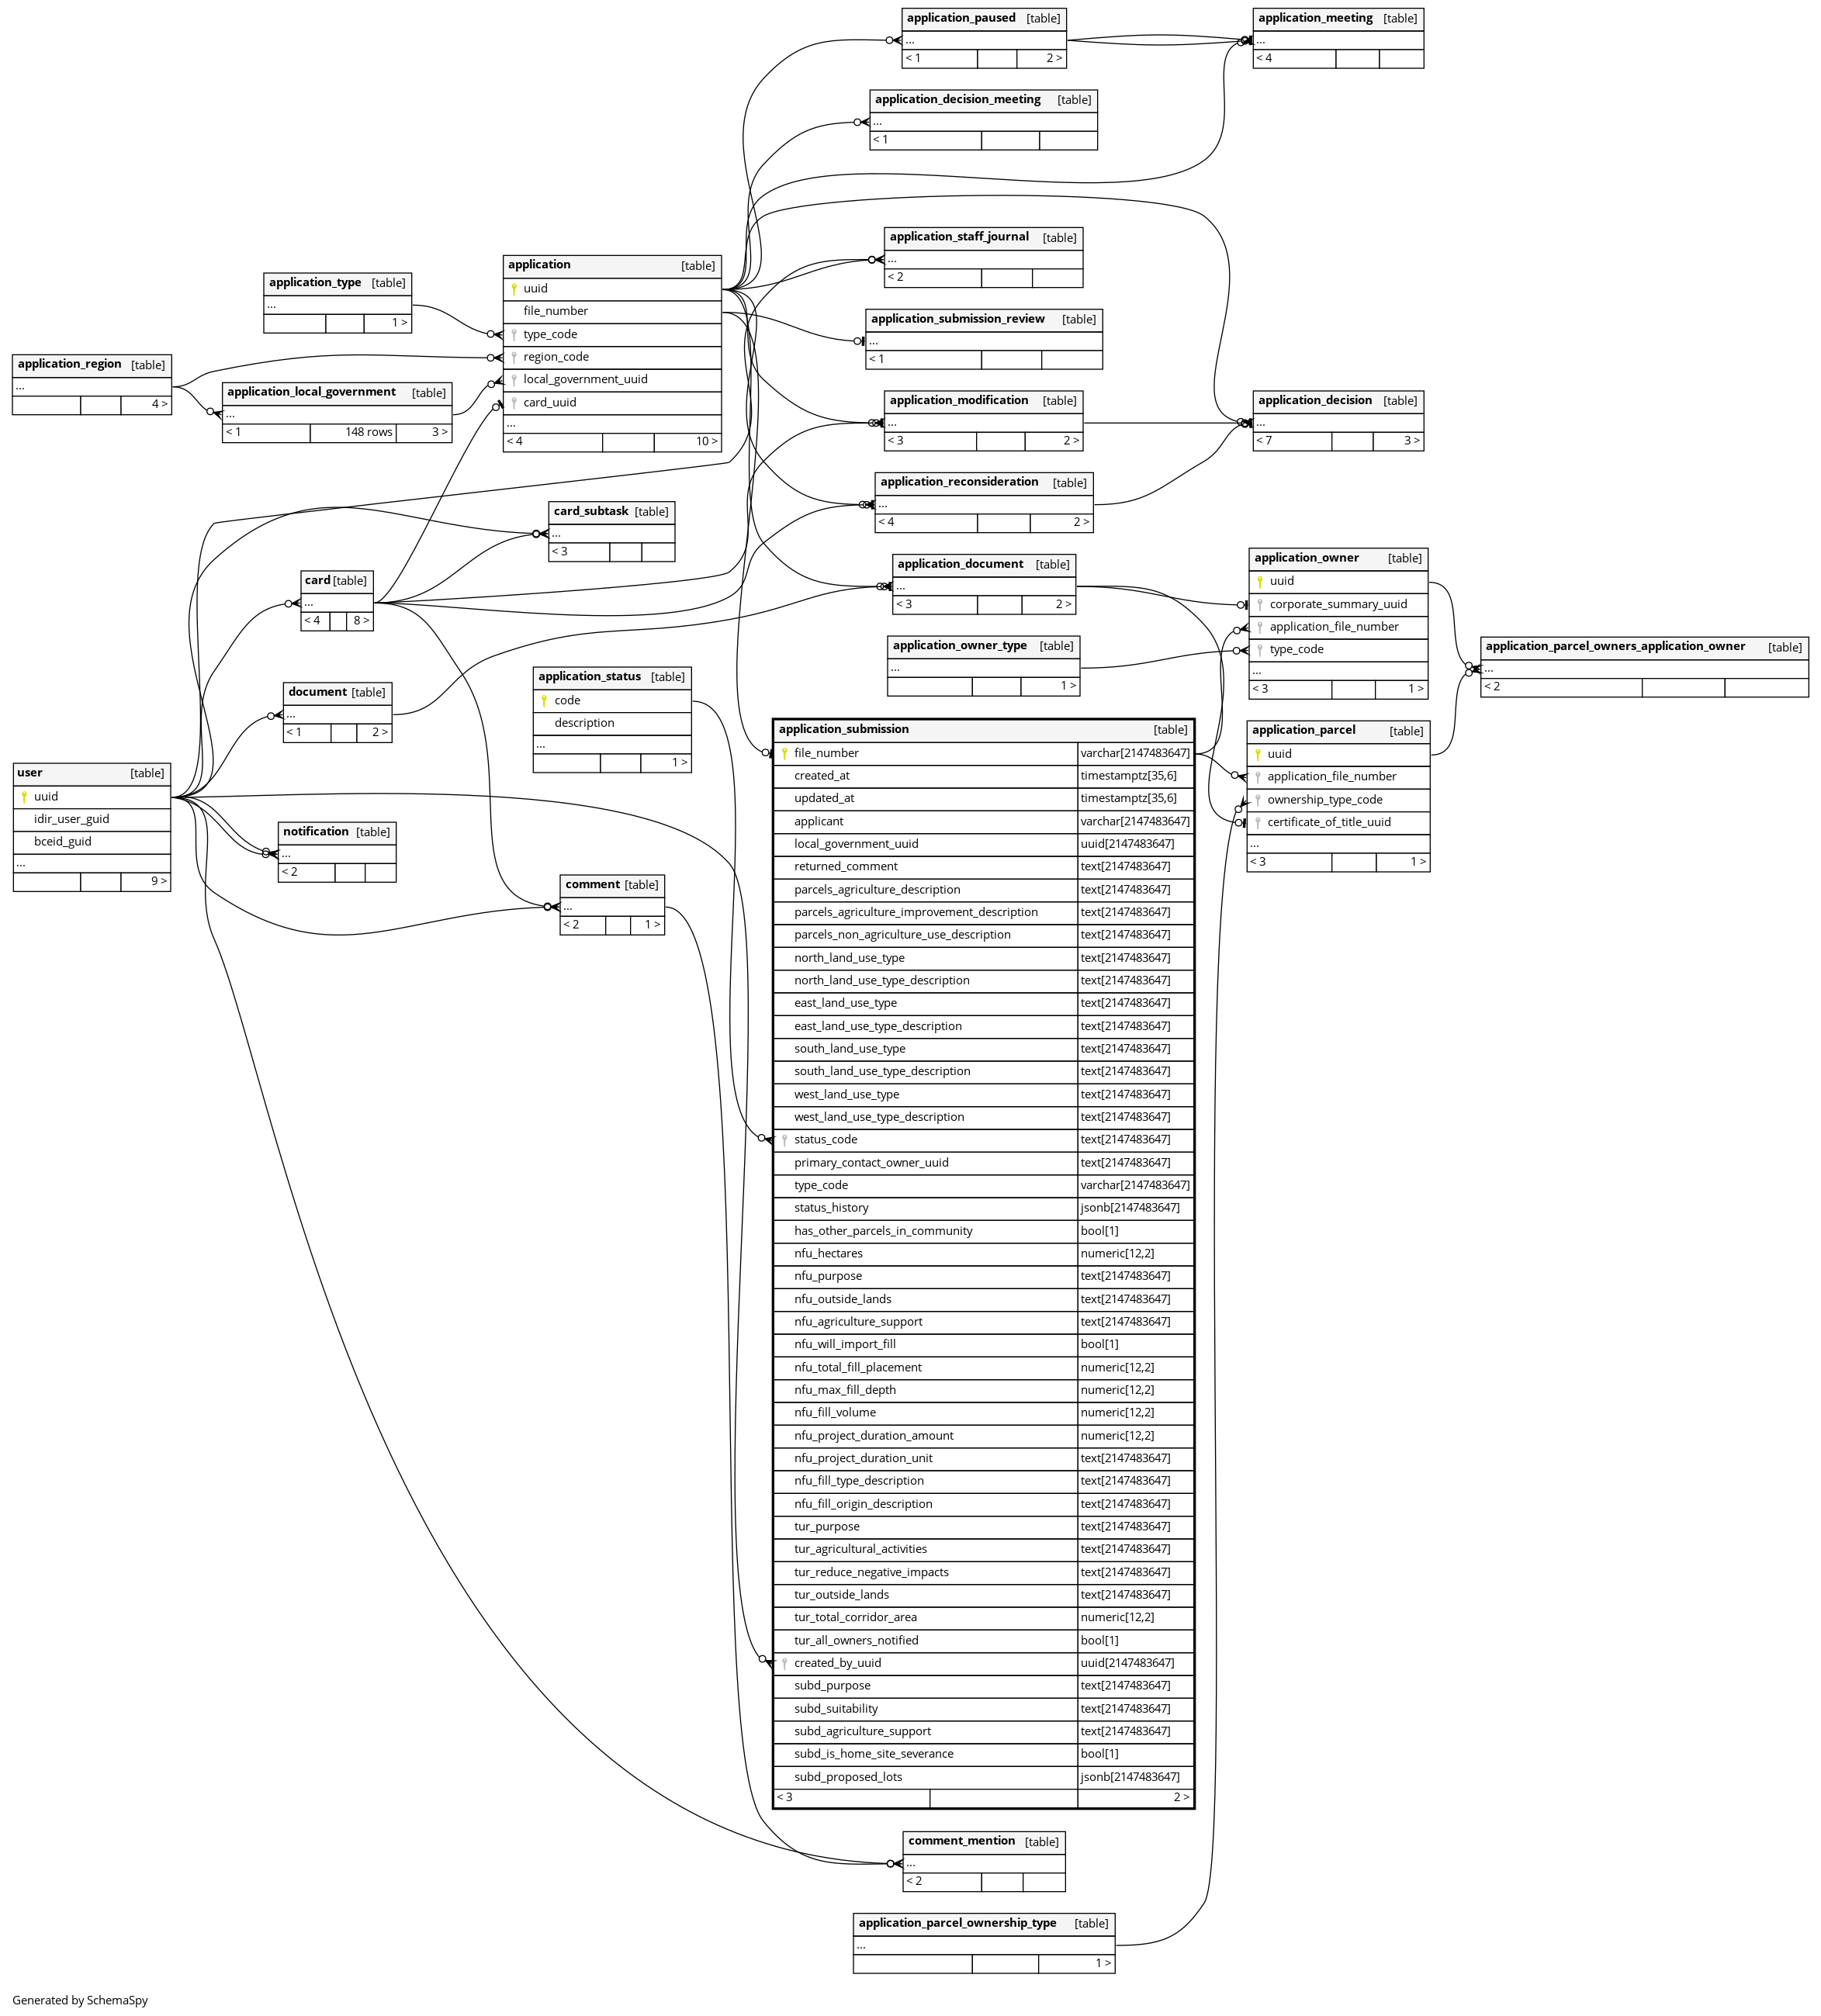 application_paused [table]
...
< 1 2 >
application_meeting [table]
...
< 4
application_decision_meeting [table]
...
< 1
application_staff_journal [table]
...
< 2
application [table]
uuid
file_number
type_code
region_code
local_government_uuid
card_uuid
...
< 4 10 >
application_type [table]
...
1 >
application_submission_review [table]
...
< 1
application_region [table]
...
4 >
application_local_government [table]
...
< 1 148 rows 3 >
application_modification [table]
...
< 3 2 >
application_decision [table]
...
< 7 3 >
application_reconsideration [table]
...
< 4 2 >
card_subtask [table]
...
< 3
application_document [table]
...
< 3 2 >
application_owner [table]
uuid
corporate_summary_uuid
application_file_number
type_code
...
< 3 1 >
card [table]
...
< 4 8 >
application_owner_type [table]
...
1 >
application_parcel_owners_application_owner [table]
...
< 2
application_status [table]
code
description
...
1 >
document [table]
...
< 1 2 >
application_parcel [table]
uuid
application_file_number
ownership_type_code
certificate_of_title_uuid
...
< 3 1 >
user [table]
uuid
idir_user_guid
bceid_guid
...
9 >
notification [table]
...
< 2
comment [table]
...
< 2 1 >
application_submission [table]
file_number varchar[2147483647]
created_at timestamptz[35,6]
updated_at timestamptz[35,6]
applicant varchar[2147483647]
local_government_uuid uuid[2147483647]
returned_comment text[2147483647]
parcels_agriculture_description text[2147483647]
parcels_agriculture_improvement_description text[2147483647]
parcels_non_agriculture_use_description text[2147483647]
north_land_use_type text[2147483647]
north_land_use_type_description text[2147483647]
east_land_use_type text[2147483647]
east_land_use_type_description text[2147483647]
south_land_use_type text[2147483647]
south_land_use_type_description text[2147483647]
west_land_use_type text[2147483647]
west_land_use_type_description text[2147483647]
status_code text[2147483647]
primary_contact_owner_uuid text[2147483647]
type_code varchar[2147483647]
status_history jsonb[2147483647]
has_other_parcels_in_community bool[1]
nfu_hectares numeric[12,2]
nfu_purpose text[2147483647]
nfu_outside_lands text[2147483647]
nfu_agriculture_support text[2147483647]
nfu_will_import_fill bool[1]
nfu_total_fill_placement numeric[12,2]
nfu_max_fill_depth numeric[12,2]
nfu_fill_volume numeric[12,2]
nfu_project_duration_amount numeric[12,2]
nfu_project_duration_unit text[2147483647]
nfu_fill_type_description text[2147483647]
nfu_fill_origin_description text[2147483647]
tur_purpose text[2147483647]
tur_agricultural_activities text[2147483647]
tur_reduce_negative_impacts text[2147483647]
tur_outside_lands text[2147483647]
tur_total_corridor_area numeric[12,2]
tur_all_owners_notified bool[1]
created_by_uuid uuid[2147483647]
subd_purpose text[2147483647]
subd_suitability text[2147483647]
subd_agriculture_support text[2147483647]
subd_is_home_site_severance bool[1]
subd_proposed_lots jsonb[2147483647]
< 3 2 >
comment_mention [table]
...
< 2
application_parcel_ownership_type [table]
...
1 >
Generated by SchemaSpy